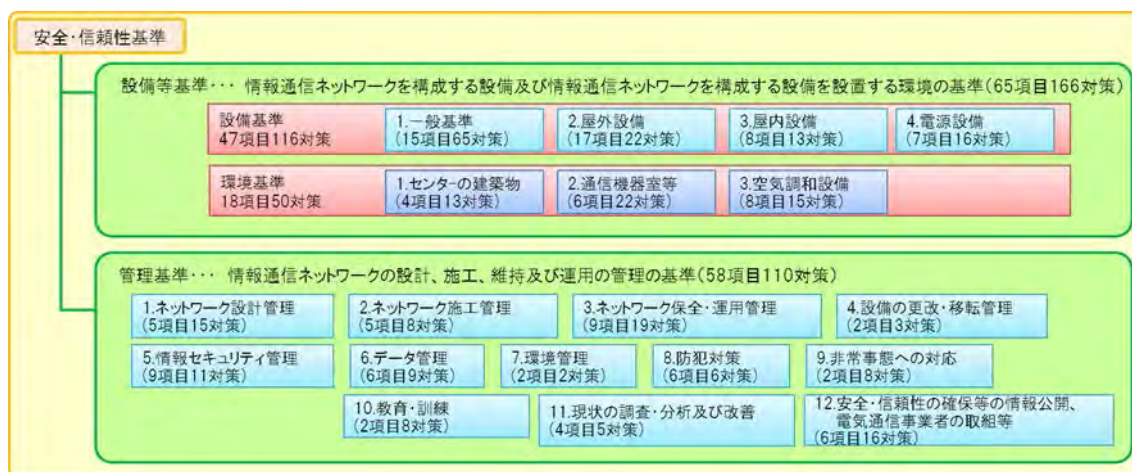 安全・信頼性基準
設備等基準・・・ 情報通信ネットワークを構成する設備及び情報通信ネットワークを構成する設備を設置する環境の基準(65項目166対策)
設備基準
47項目116対策
1.一般基準
(15項目65対策)
2.屋外設備
(17項目22対策)
3.屋内設備
(8項目13対策)
4.電源設備
(7項目16対策)
環境基準
18項目50対策
1.センターの建築物
(4項目13対策)
2.通信機器室等
(6項目22対策)
3.空気調和設備
(8項目15対策)
管理基準・・・ 情報通信ネットワークの設計、施工、維持及び運用の管理の基準(58項目110対策)
1.ネットワーク設計管理
(5項目15対策)
2.ネットワーク施工管理
(5項目8対策)
3.ネットワーク保全・運用管理
(9項目19対策)
4.設備の更改・移転管理
(2項目3対策)
5.情報セキュリティ管理
(9項目11対策)
6.データ管理
(6項目9対策)
7.環境管理
(2項目2対策)
8.防犯対策
(6項目6対策)
9.非常事態への対応
(2項目8対策)
10.教育・訓練
(2項目8対策)
11.現状の調査・分析及び改善
(4項目5対策)
12.安全・信頼性の確保等の情報公開、
電気通信事業者の取組等
(6項目16対策)